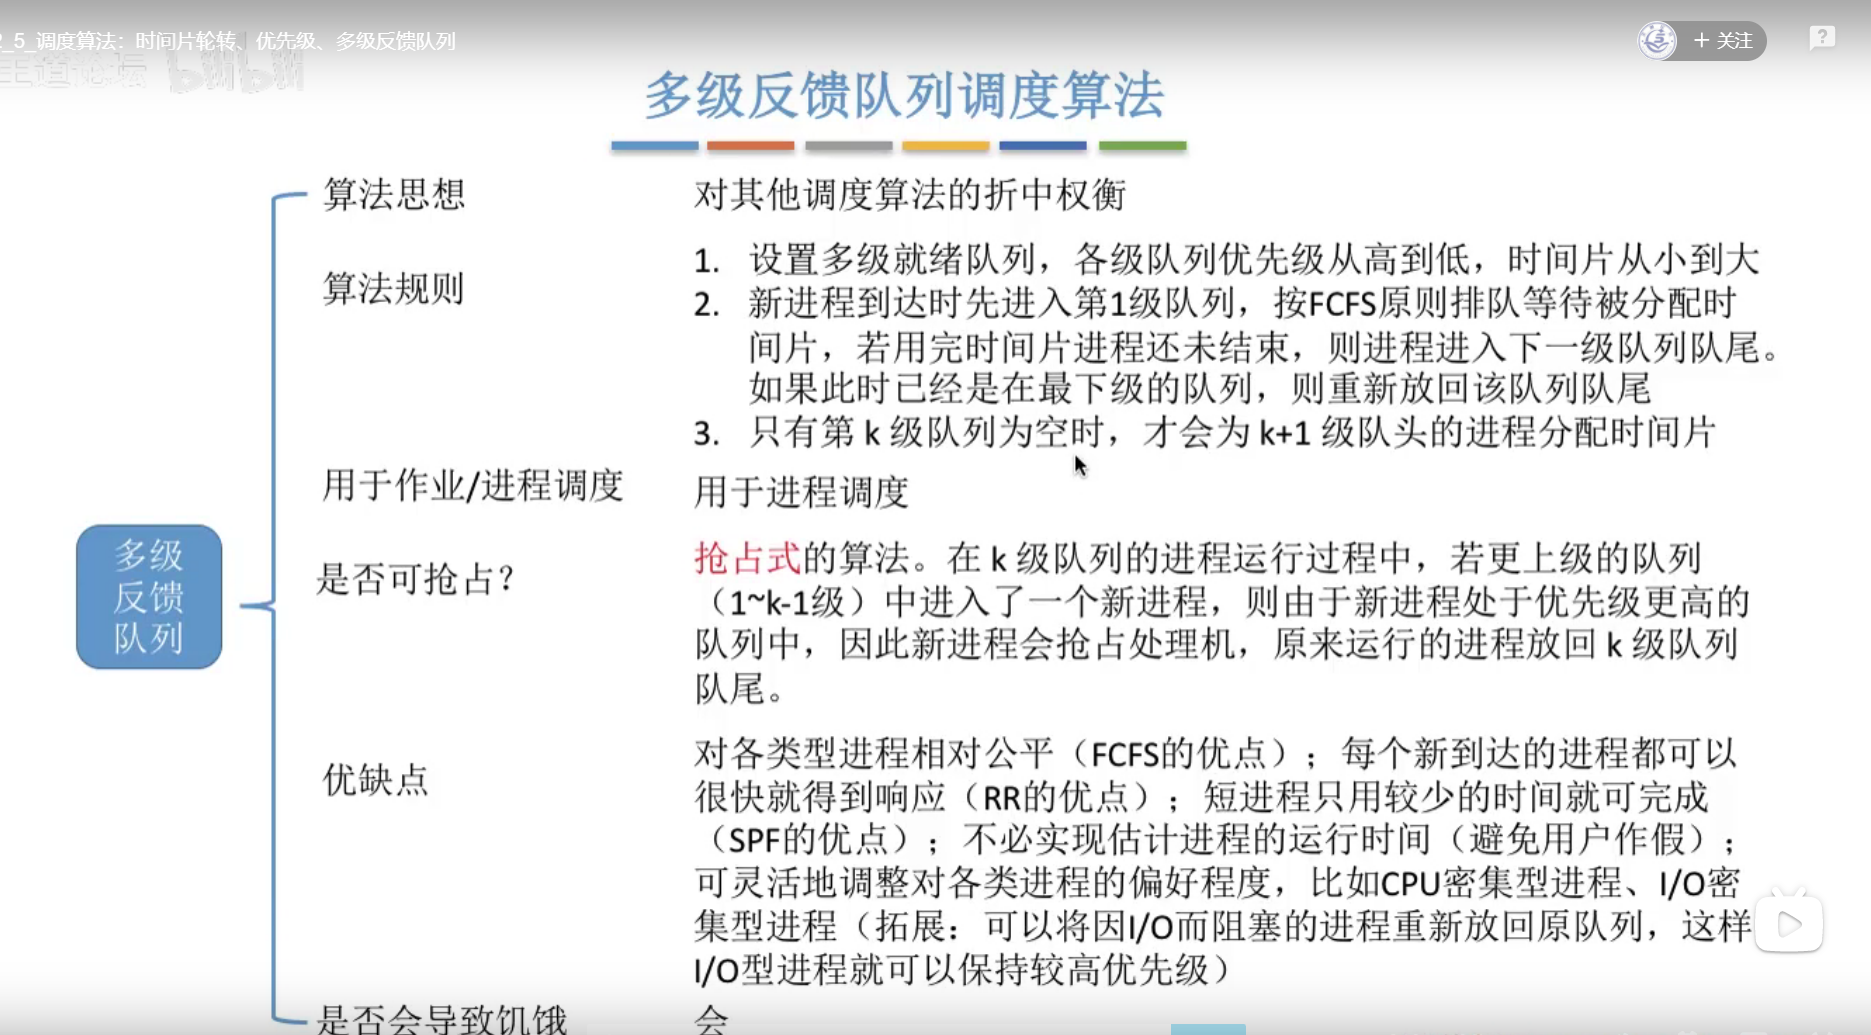 2_5_调度算法：时间片轮转、优先级、多级反馈队列
+ 关注
王道论坛 bilibili
多级反馈队列调度算法
算法思想
对其他调度算法的折中权衡
算法规则
1. 设置多级就绪队列，各级队列优先级从高到低，时间片从小到大
2. 新进程到达时先进入第1级队列，按FCFS原则排队等待被分配时
间片，若用完时间片进程还未结束，则进程进入下一级队列队尾。
如果此时已经是在最下级的队列，则重新放回该队列队尾
3. 只有第 k 级队列为空时，才会为 k+1 级队头的进程分配时间片
用于作业/进程调度
用于进程调度
多级
反馈
队列
是否可抢占？
抢占式的算法。在 k 级队列的进程运行过程中，若更上级的队列
（1~k-1级）中进入了一个新进程，则由于新进程处于优先级更高的
队列中，因此新进程会抢占处理机，原来运行的进程放回 k 级队列
队尾。
优缺点
对各类型进程相对公平（FCFS的优点）；每个新到达的进程都可以
很快就得到响应（RR的优点）；短进程只用较少的时间就可完成
（SPF的优点）；不必实现估计进程的运行时间（避免用户作假）；
可灵活地调整对各类进程的偏好程度，比如CPU密集型进程、I/O密
集型进程（拓展：可以将因I/O而阻塞的进程重新放回原队列，这样
I/O型进程就可以保持较高优先级）
是否会导致饥饿
会